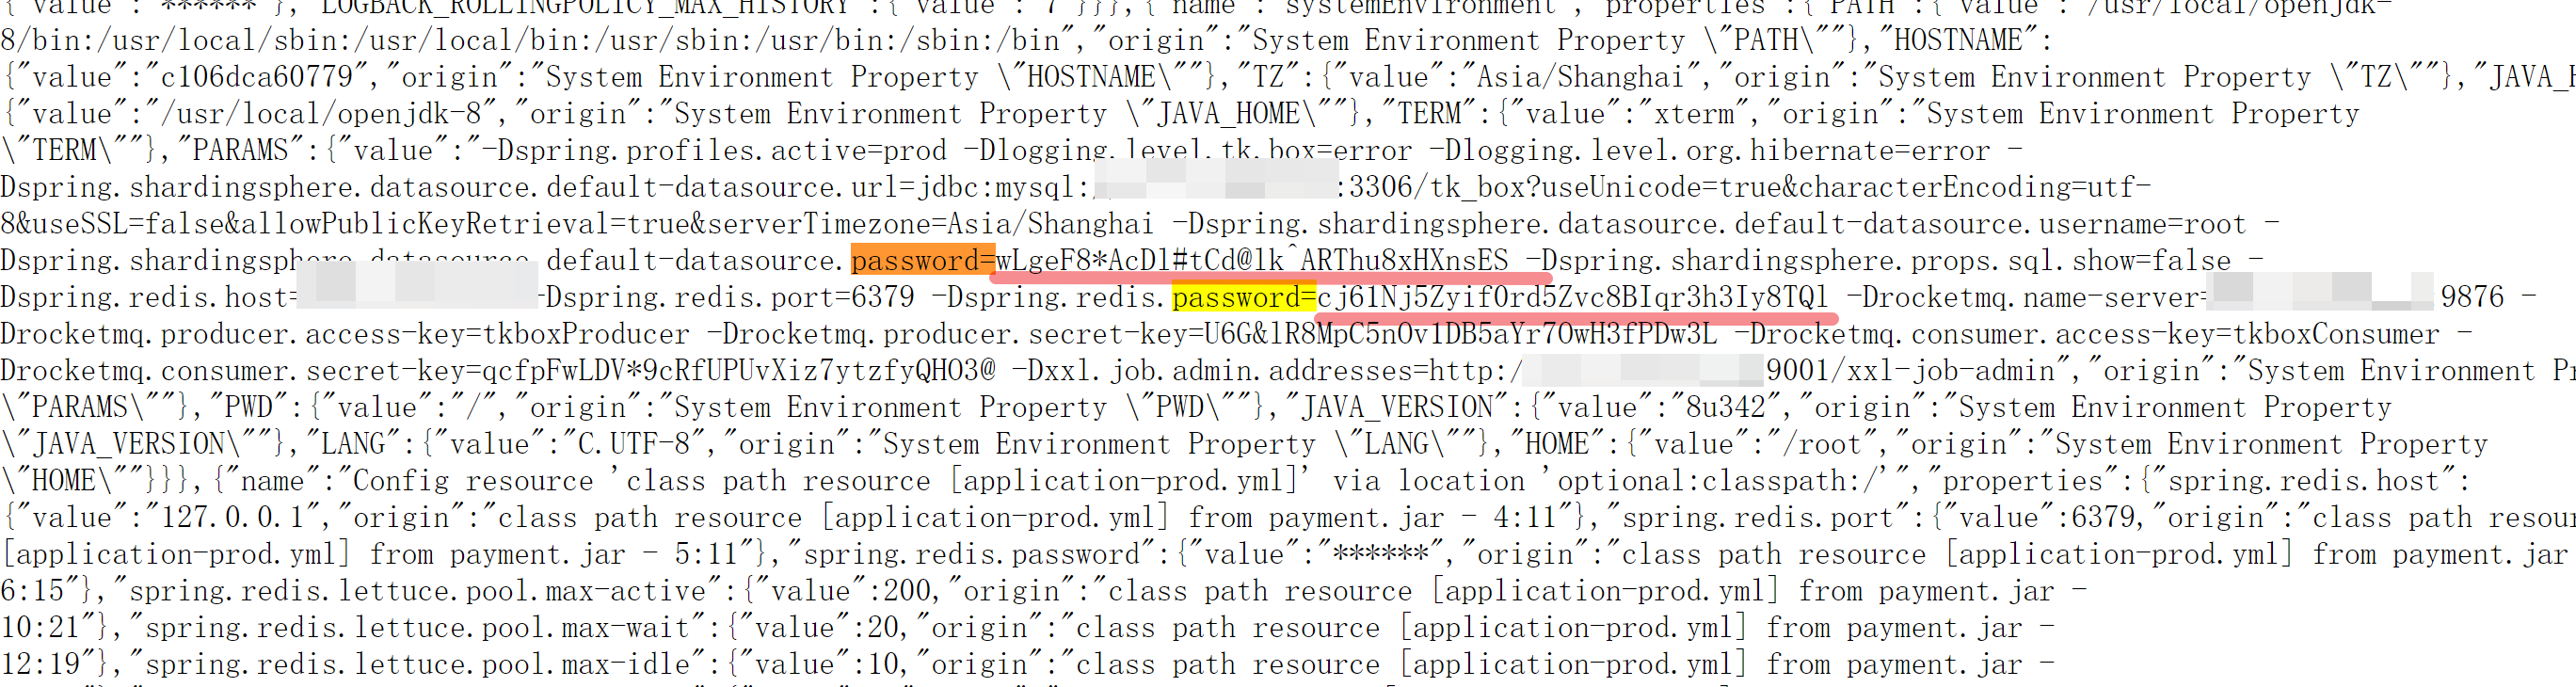 {"value":"******"},"LOGBACK_ROLLINGPOLICY_MAX_HISTORY":{"value":"7"}}},{"name":"systemEnvironment","properties":{"PATH":{"value":"/usr/local/openjdk-
8/bin:/usr/local/sbin:/usr/local/bin:/usr/sbin:/usr/bin:/sbin:/bin","origin":"System Environment Property \"PATH\""},"HOSTNAME":
{"value":"c106dca60779","origin":"System Environment Property \"HOSTNAME\""},"TZ":{"value":"Asia/Shanghai","origin":"System Environment Property \"TZ\""},"JAVA_H
{"value":"/usr/local/openjdk-8","origin":"System Environment Property \"JAVA_HOME\""},"TERM":{"value":"xterm","origin":"System Environment Property
\"TERM\""},"PARAMS":{"value":"-Dspring.profiles.active=prod -Dlogging.level.tk.box=error -Dlogging.level.org.hibernate=error -
Dspring.shardingsphere.datasource.default-datasource.url=jdbc:mysql: :3306/tk_box?useUnicode=true&characterEncoding=utf-
8&useSSL=false&allowPublicKeyRetrieval=true&serverTimezone=Asia/Shanghai -Dspring.shardingsphere.datasource.default-datasource.username=root -
Dspring.shardingsphere.datasource.default-datasource.password=wLgeF8*AcDl#tCd@lk^ARThu8xHXnsES -Dspring.shardingsphere.props.sql.show=false -
Dspring.redis.host= -Dspring.redis.port=6379 -Dspring.redis.password=cj61Nj5Zyif0rd5Zvc8BIqr3h3Iy8TQl -Drocketmq.name-server= 9876 -
Drocketmq.producer.access-key=tkboxProducer -Drocketmq.producer.secret-key=U6G&lR8MpC5nOv1DB5aYr7OwH3fPDw3L -Drocketmq.consumer.access-key=tkboxConsumer -
Drocketmq.consumer.secret-key=qcfpFwLDV*9cRfUPUvXiz7ytzfyQHO3@ -Dxxl.job.admin.addresses=http:/ 9001/xxl-job-admin","origin":"System Environment Pr
\"PARAMS\""},"PWD":{"value":"/","origin":"System Environment Property \"PWD\""},"JAVA_VERSION":{"value":"8u342","origin":"System Environment Property
\"JAVA_VERSION\""},"LANG":{"value":"C.UTF-8","origin":"System Environment Property \"LANG\""},"HOME":{"value":"/root","origin":"System Environment Property
\"HOME\""}}},{"name":"Config resource 'class path resource [application-prod.yml]' via location 'optional:classpath:/'","properties":{"spring.redis.host":
{"value":"127.0.0.1","origin":"class path resource [application-prod.yml] from payment.jar - 4:11"},"spring.redis.port":{"value":6379,"origin":"class path resour
[application-prod.yml] from payment.jar - 5:11"},"spring.redis.password":{"value":"******","origin":"class path resource [application-prod.yml] from payment.jar
6:15"},"spring.redis.lettuce.pool.max-active":{"value":200,"origin":"class path resource [application-prod.yml] from payment.jar -
10:21"},"spring.redis.lettuce.pool.max-wait":{"value":20,"origin":"class path resource [application-prod.yml] from payment.jar -
12:19"},"spring.redis.lettuce.pool.max-idle":{"value":10,"origin":"class path resource [application-prod.yml] from payment.jar -